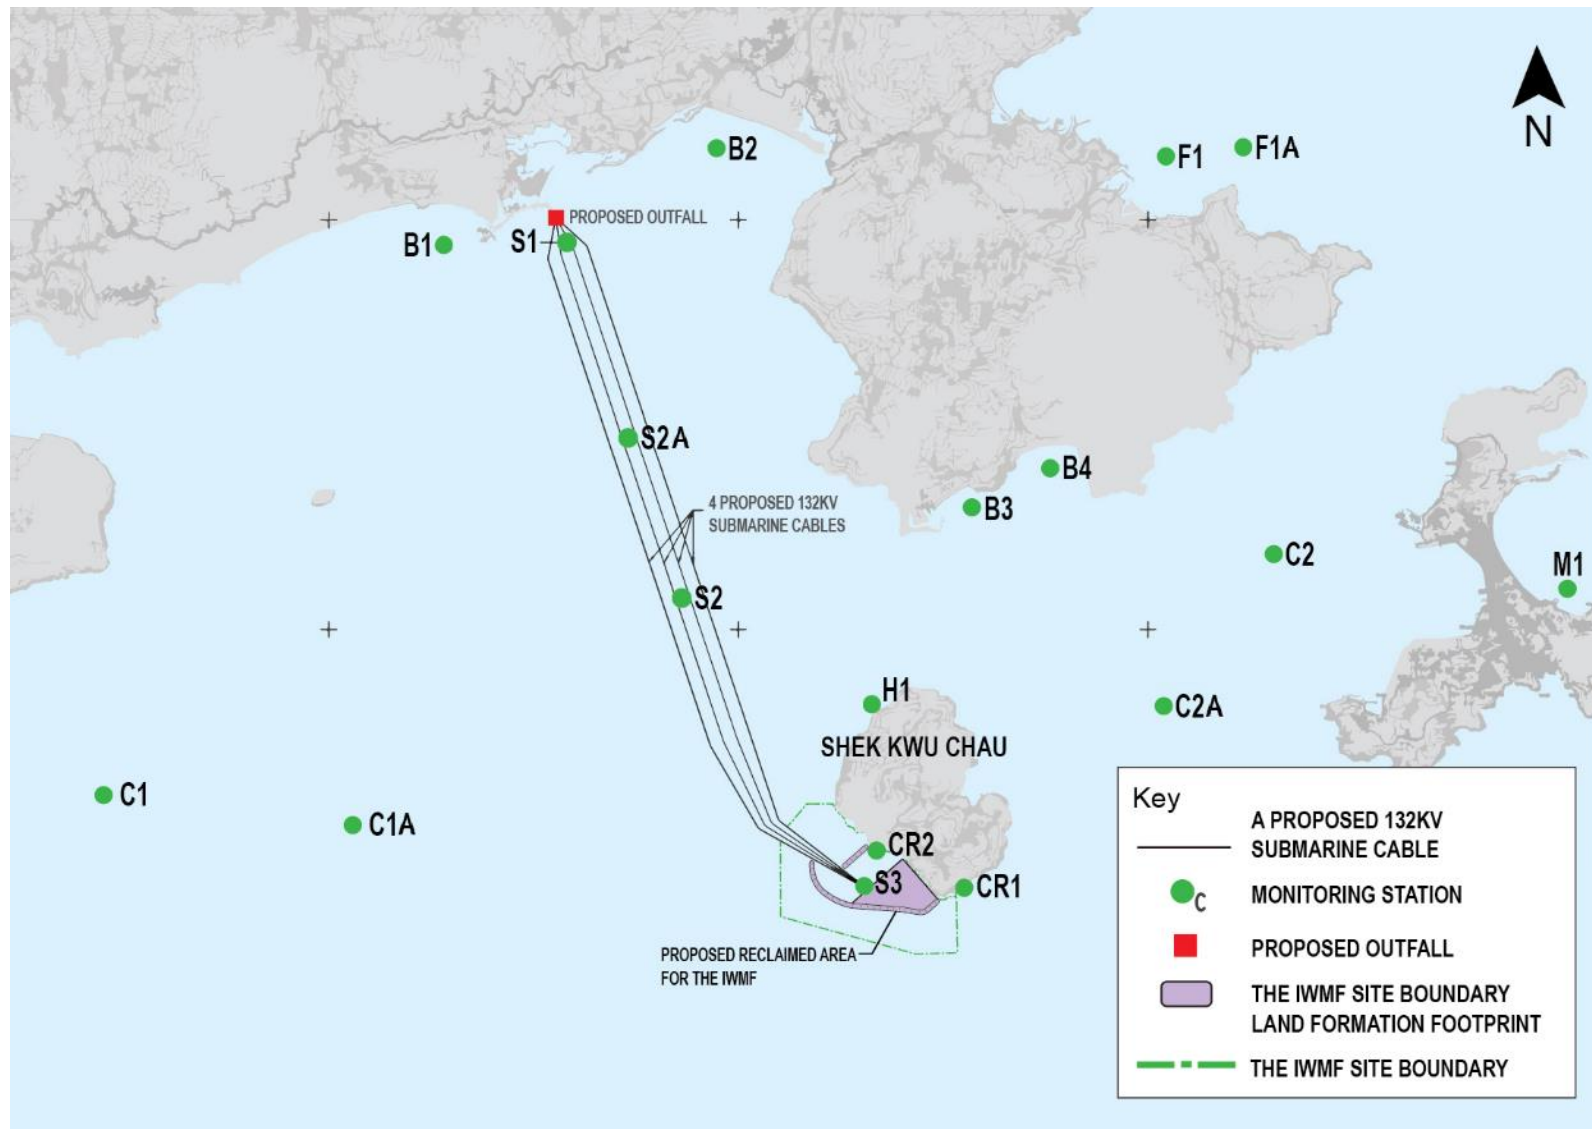 N
B2
F1
F1A
PROPOSED OUTFALL
B1
S1
S2A
B4
4 PROPOSED 132KV
SUBMARINE CABLES
B3
C2
M1
S2
H1
C2A
SHEK KWU CHAU
C1
C1A
CR2
S3
CR1
PROPOSED RECLAIMED AREA
FOR THE IWMF
Key
A PROPOSED 132KV
SUBMARINE CABLE
C
MONITORING STATION
PROPOSED OUTFALL
THE IWMF SITE BOUNDARY
LAND FORMATION FOOTPRINT
THE IWMF SITE BOUNDARY